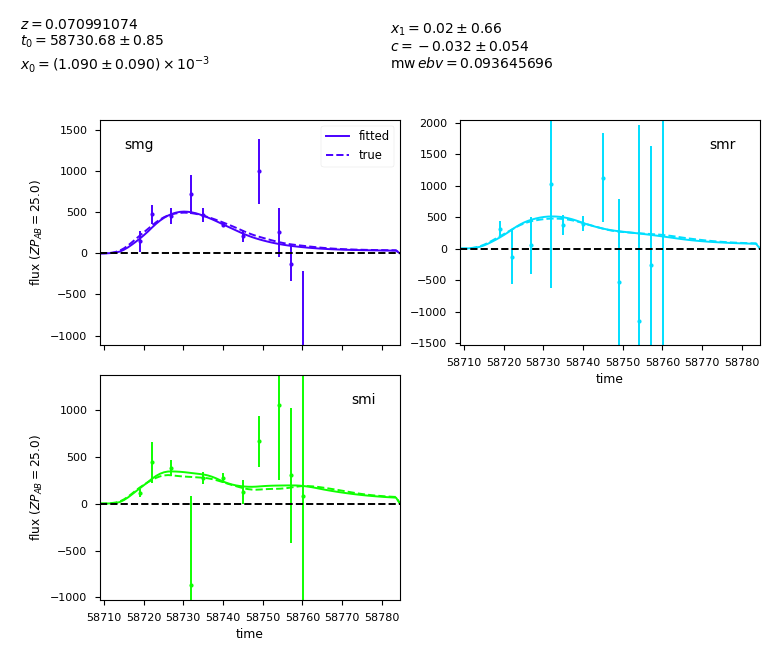 z = 0.070991074
t₀ = 58730.68 ± 0.85
x₀ = (1.090 ± 0.090) × 10⁻³
x₁ = 0.02 ± 0.66
c = −0.032 ± 0.054
mw ebv = 0.093645696
smg
fitted
true
1500
1000
500
0
−500
−1000
flux (ZP_AB = 25.0)
smr
2000
1500
1000
500
0
−500
−1000
−1500
58710 58720 58730 58740 58750 58760 58770 58780
time
smi
1000
500
0
−500
−1000
flux (ZP_AB = 25.0)
58710 58720 58730 58740 58750 58760 58770 58780
time